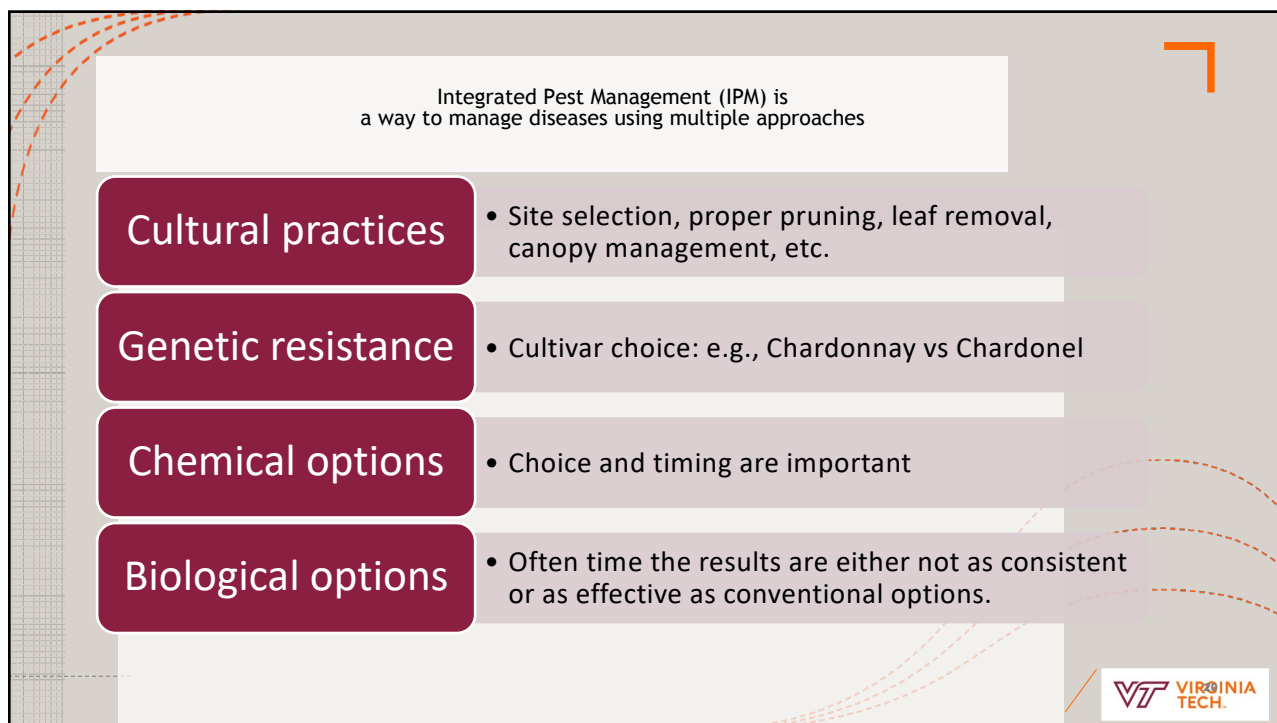 Integrated Pest Management (IPM) is
a way to manage diseases using multiple approaches
Cultural practices
• Site selection, proper pruning, leaf removal,
canopy management, etc.
Genetic resistance
• Cultivar choice: e.g., Chardonnay vs Chardonel
Chemical options
• Choice and timing are important
Biological options
• Often time the results are either not as consistent
or as effective as conventional options.
VT VIRGINIA
TECH.